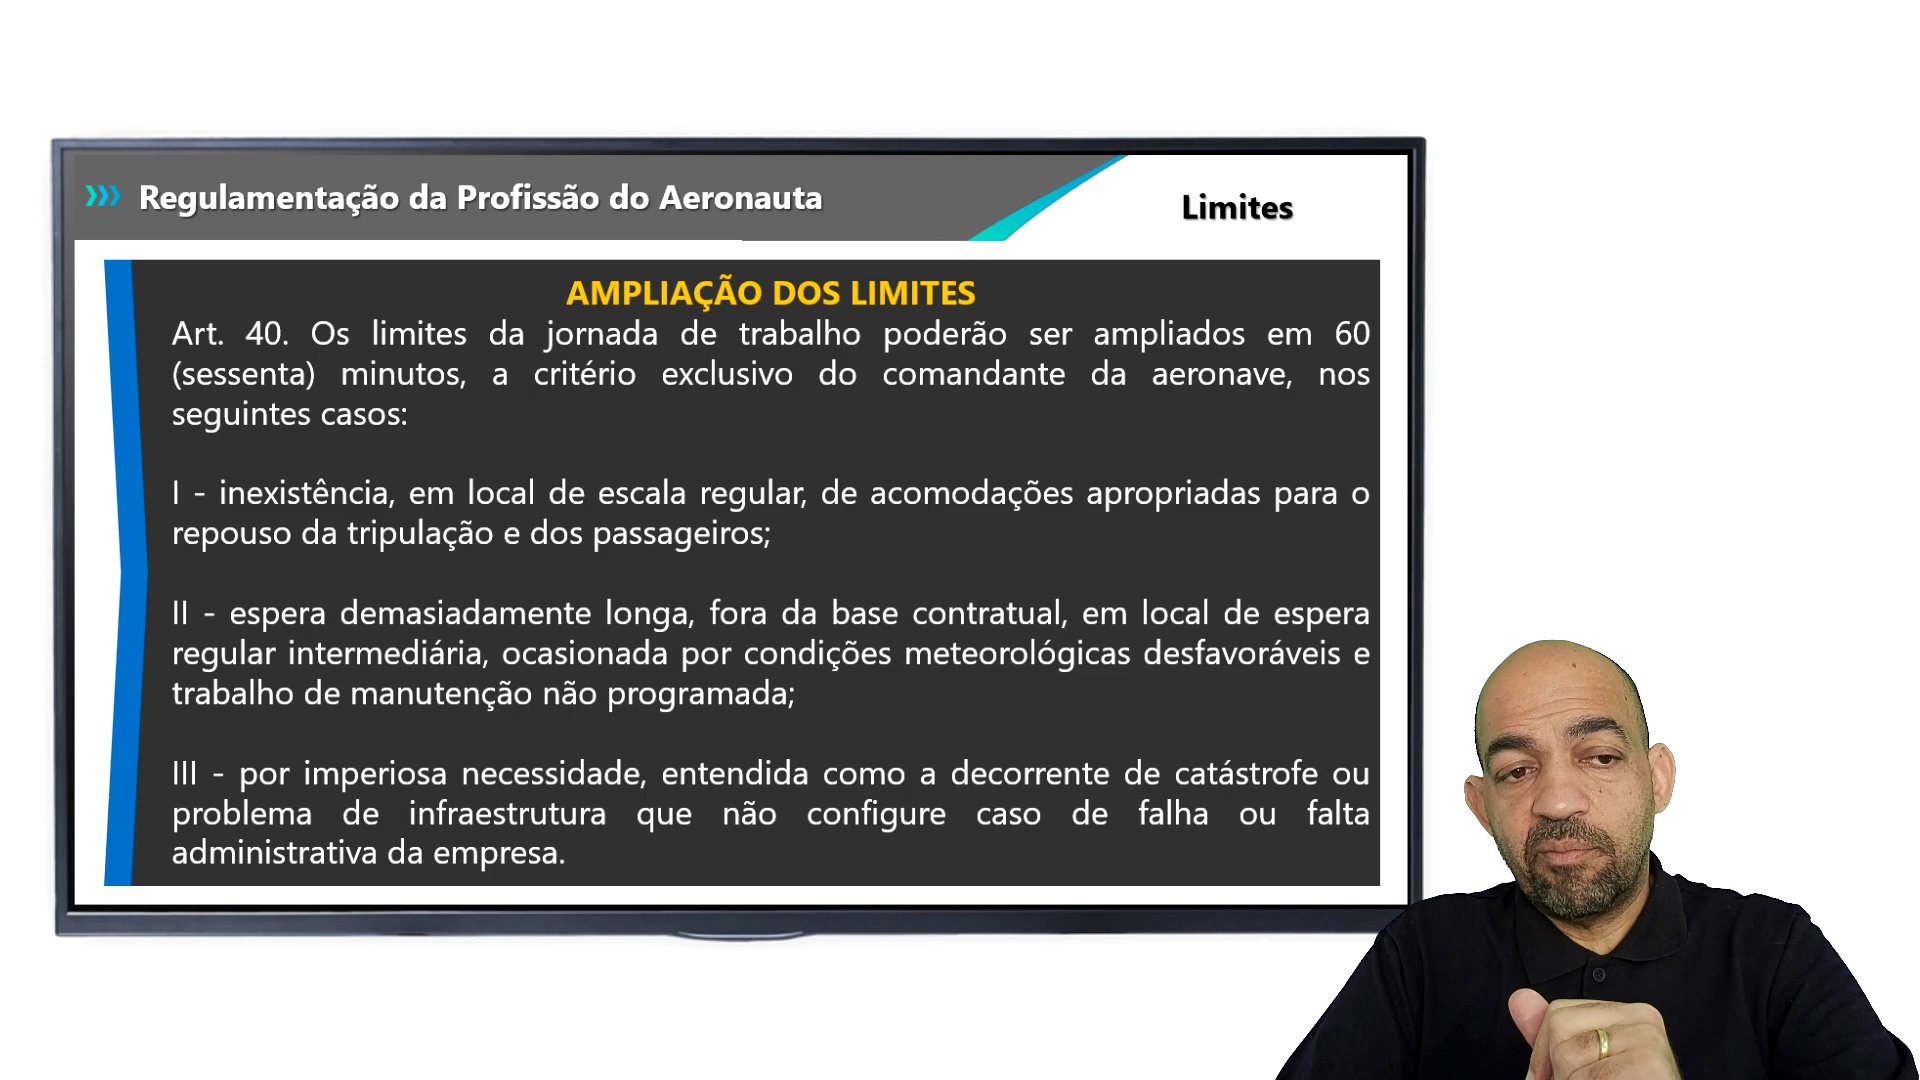 Regulamentação da Profissão do Aeronauta
Limites
AMPLIAÇÃO DOS LIMITES
Art. 40. Os limites da jornada de trabalho poderão ser ampliados em 60
(sessenta) minutos, a critério exclusivo do comandante da aeronave, nos
seguintes casos:
I - inexistência, em local de escala regular, de acomodações apropriadas para o
repouso da tripulação e dos passageiros;
II - espera demasiadamente longa, fora da base contratual, em local de espera
regular intermediária, ocasionada por condições meteorológicas desfavoráveis e
trabalho de manutenção não programada;
III - por imperiosa necessidade, entendida como a decorrente de catástrofe ou
problema de infraestrutura que não configure caso de falha ou falta
administrativa da empresa.